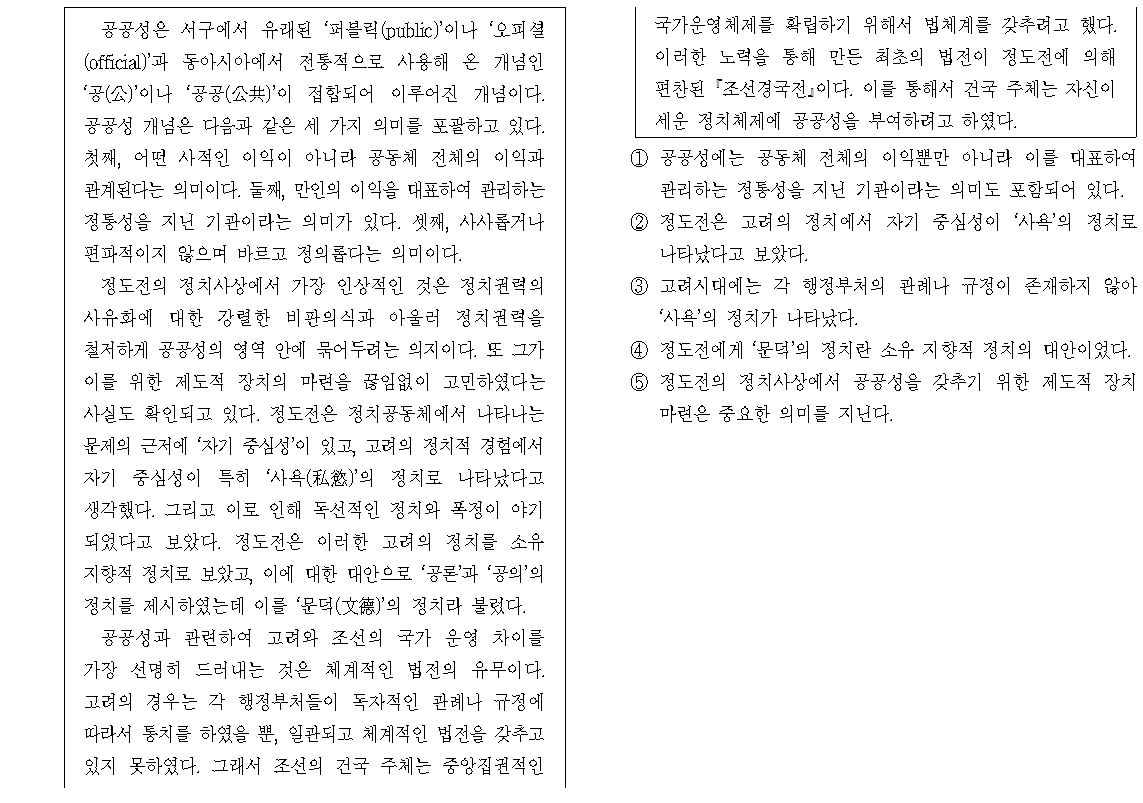 공공성은 서구에서 유래된 ‘퍼블릭(public)’이나 ‘오피셜
(official)’과 동아시아에서 전통적으로 사용해 온 개념인
‘공(公)’이나 ‘공공(公共)’이 접합되어 이루어진 개념이다.
공공성 개념은 다음과 같은 세 가지 의미를 포괄하고 있다.
첫째, 어떤 사적인 이익이 아니라 공동체 전체의 이익과
관계된다는 의미이다. 둘째, 만인의 이익을 대표하여 관리하는
정통성을 지닌 기관이라는 의미가 있다. 셋째, 사사롭거나
편파적이지 않으며 바르고 정의롭다는 의미이다.
정도전의 정치사상에서 가장 인상적인 것은 정치권력의
사유화에 대한 강렬한 비판의식과 아울러 정치권력을
철저하게 공공성의 영역 안에 묶어두려는 의지이다. 또 그가
이를 위한 제도적 장치의 마련을 끊임없이 고민하였다는
사실도 확인되고 있다. 정도전은 정치공동체에서 나타나는
문제의 근저에 ‘자기 중심성’이 있고, 고려의 정치적 경험에서
자기 중심성이 특히 ‘사욕(私慾)’의 정치로 나타났다고
생각했다. 그리고 이로 인해 독선적인 정치와 폭정이 야기
되었다고 보았다. 정도전은 이러한 고려의 정치를 소유
지향적 정치로 보았고, 이에 대한 대안으로 ‘공론’과 ‘공의’의
정치를 제시하였는데 이를 ‘문덕(文德)’의 정치라 불렀다.
공공성과 관련하여 고려와 조선의 국가 운영 차이를
가장 선명히 드러내는 것은 체계적인 법전의 유무이다.
고려의 경우는 각 행정부처들이 독자적인 관례나 규정에
따라서 통치를 하였을 뿐, 일관되고 체계적인 법전을 갖추고
있지 못하였다. 그래서 조선의 건국 주체는 중앙집권적인
국가운영체제를 확립하기 위해서 법체계를 갖추려고 했다.
이러한 노력을 통해 만든 최초의 법전이 정도전에 의해
편찬된 『조선경국전』이다. 이를 통해서 건국 주체는 자신이
세운 정치체제에 공공성을 부여하려고 하였다.
① 공공성에는 공동체 전체의 이익뿐만 아니라 이를 대표하여
관리하는 정통성을 지닌 기관이라는 의미도 포함되어 있다.
② 정도전은 고려의 정치에서 자기 중심성이 ‘사욕’의 정치로
나타났다고 보았다.
③ 고려시대에는 각 행정부처의 관례나 규정이 존재하지 않아
‘사욕’의 정치가 나타났다.
④ 정도전에게 ‘문덕’의 정치란 소유 지향적 정치의 대안이었다.
⑤ 정도전의 정치사상에서 공공성을 갖추기 위한 제도적 장치
마련은 중요한 의미를 지닌다.